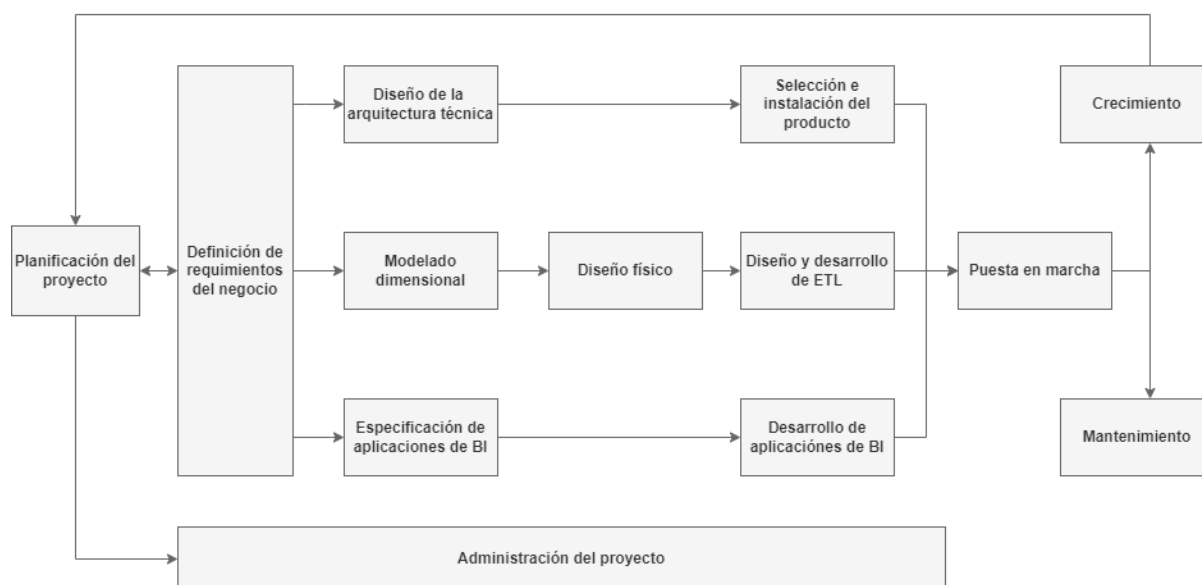 Diseño de la
arquitectura técnica
Selección e
instalación del
producto
Crecimiento
Planificación del
proyecto
Definición de
requimientos
del negocio
Modelado
dimensional
Diseño físico
Diseño y desarrollo
de ETL
Puesta en marcha
Especificación de
aplicaciones de BI
Desarrollo de
aplicaciónes de BI
Mantenimiento
Administración del proyecto